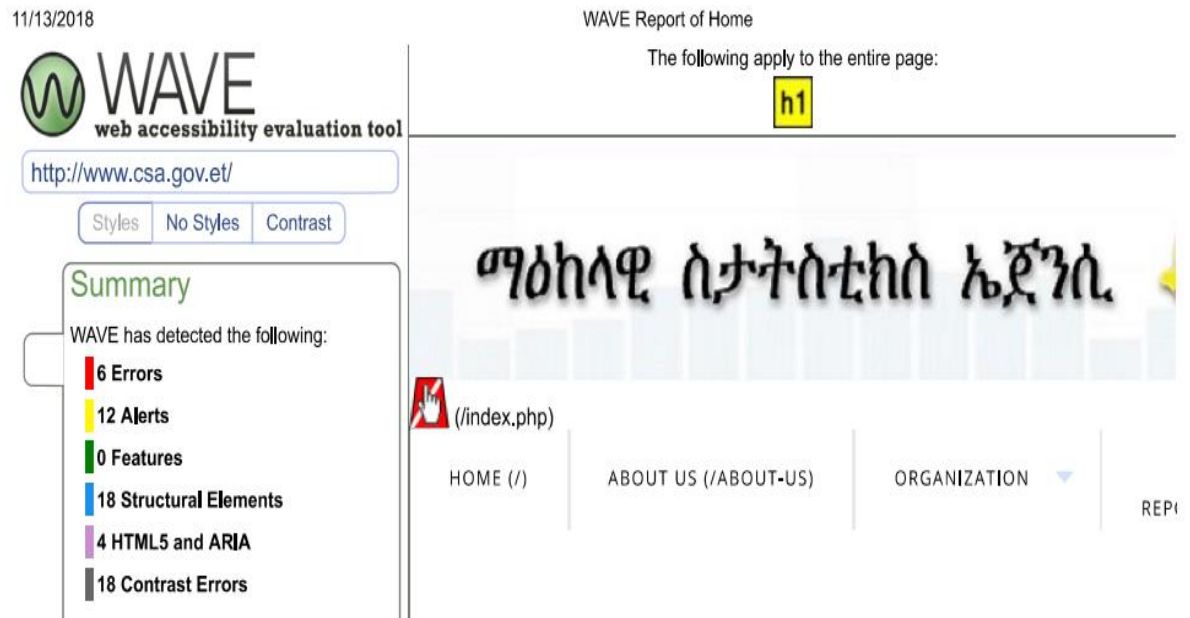 11/13/2018
WAVE Report of Home
WAVE
web accessibility evaluation tool
http://www.csa.gov.et/
Styles
No Styles
Contrast
Summary
WAVE has detected the following:
6 Errors
12 Alerts
0 Features
18 Structural Elements
4 HTML5 and ARIA
18 Contrast Errors
The following apply to the entire page:
h1
ማዕከላዊ ስታትስቲክስ ኤጀንሲ
(/index.php)
HOME (/)
ABOUT US (/ABOUT-US)
ORGANIZATION